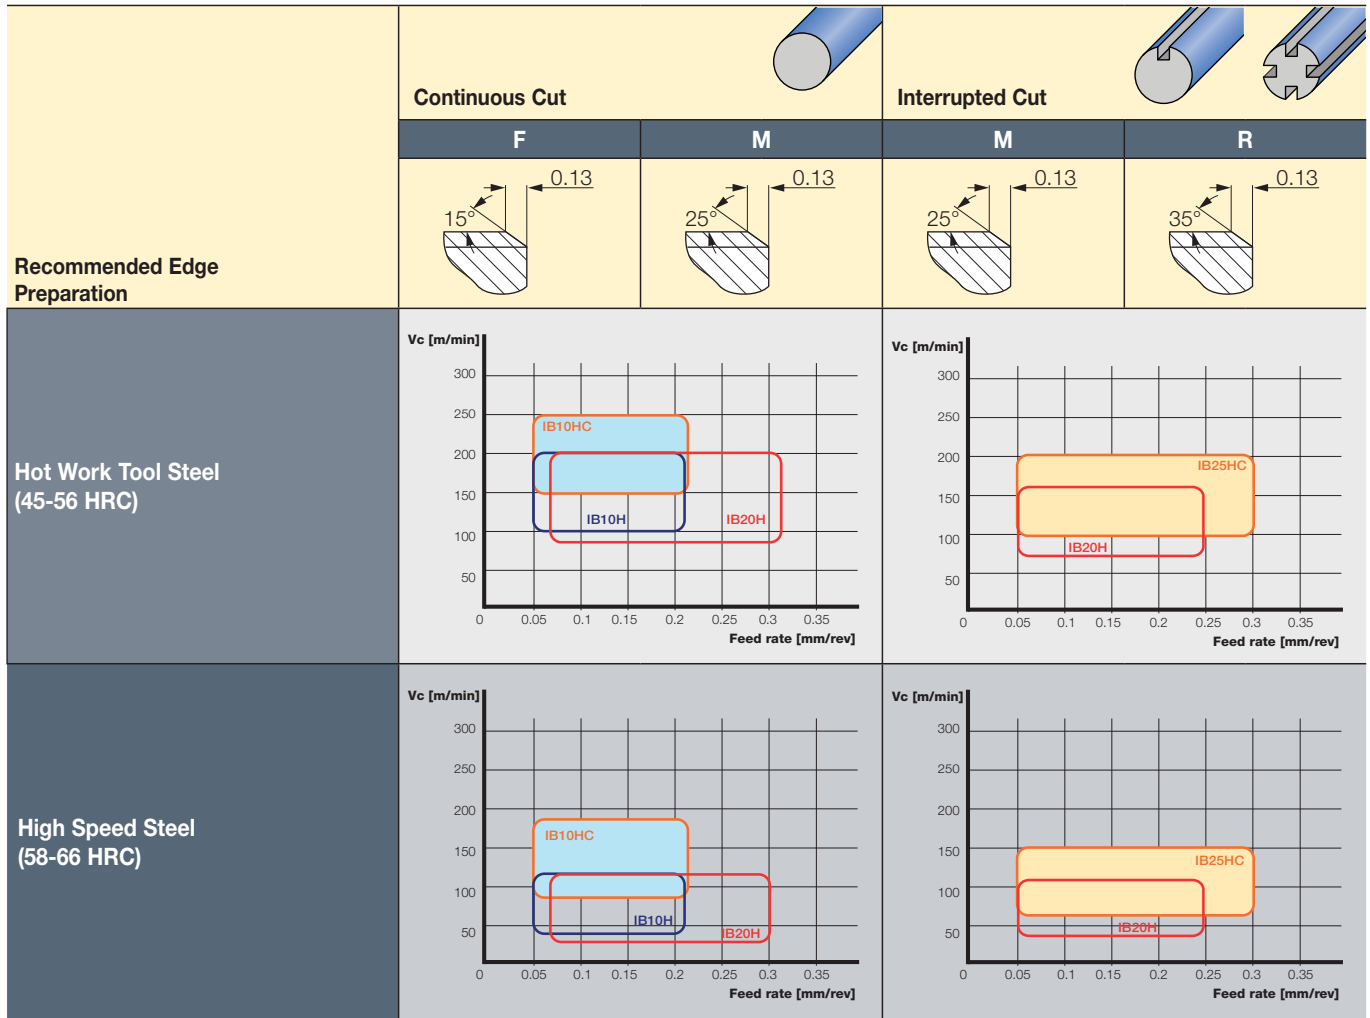 Continuous Cut
Interrupted Cut
F
M
M
R
0.13
0.13
0.13
0.13
15°
25°
25°
35°
Recommended Edge
Preparation
Hot Work Tool Steel
(45-56 HRC)
Vc [m/min]
300
250
200
150
100
50
0
0.05
0.1
0.15
0.2
0.25
0.3
0.35
Feed rate [mm/rev]
IB10HC
IB10H
IB20H
Vc [m/min]
300
250
200
150
100
50
0
0.05
0.1
0.15
0.2
0.25
0.3
0.35
Feed rate [mm/rev]
IB25HC
IB20H
High Speed Steel
(58-66 HRC)
Vc [m/min]
300
250
200
150
100
50
0
0.05
0.1
0.15
0.2
0.25
0.3
0.35
Feed rate [mm/rev]
IB10HC
IB10H
IB20H
Vc [m/min]
300
250
200
150
100
50
0
0.05
0.1
0.15
0.2
0.25
0.3
0.35
Feed rate [mm/rev]
IB25HC
IB20H